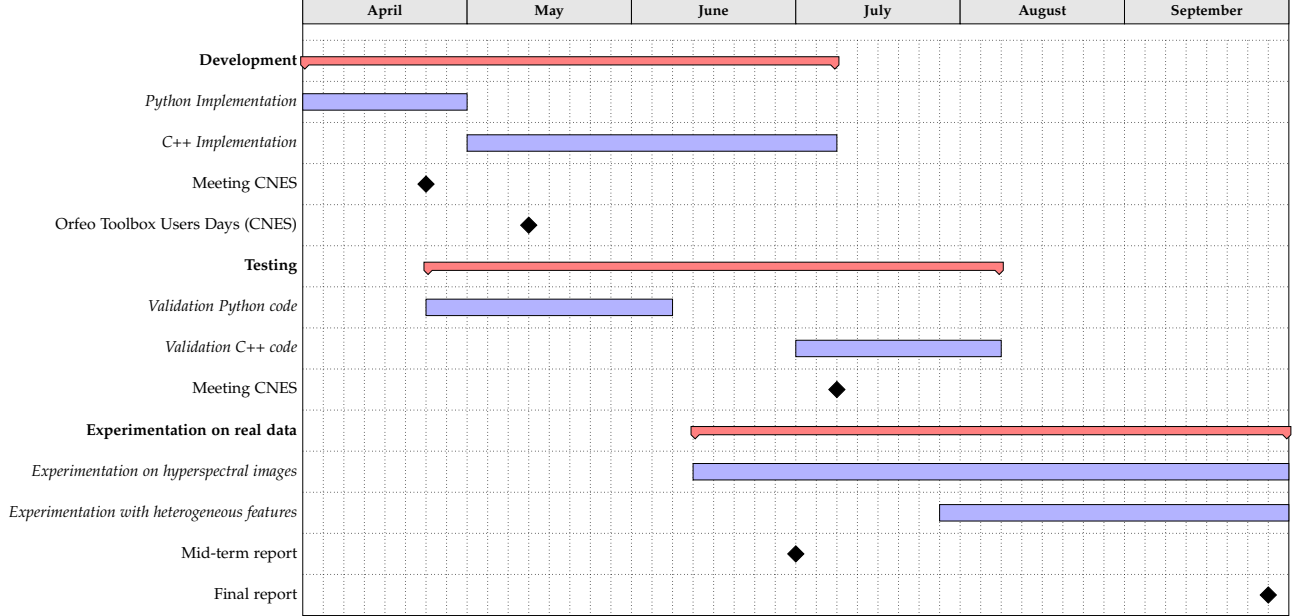 April May June July August September
Development
Python Implementation
C++ Implementation
Meeting CNES
Orfeo Toolbox Users Days (CNES)
Testing
Validation Python code
Validation C++ code
Meeting CNES
Experimentation on real data
Experimentation on hyperspectral images
Experimentation with heterogeneous features
Mid-term report
Final report